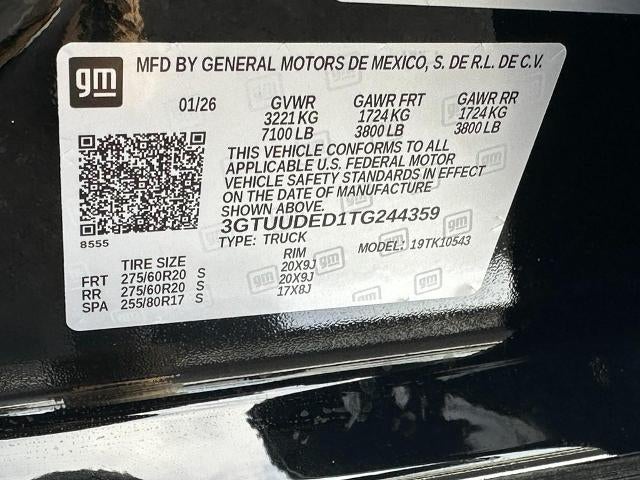 gm MFD BY GENERAL MOTORS DE MEXICO, S. DE R.L. DE C.V.
01/26 GVWR GAWR FRT GAWR RR
3221 KG 1724 KG 1724 KG
7100 LB 3800 LB 3800 LB
THIS VEHICLE CONFORMS TO ALL
APPLICABLE U.S. FEDERAL MOTOR
VEHICLE SAFETY STANDARDS IN EFFECT
ON THE DATE OF MANUFACTURE
SHOWN ABOVE.
8555
3GTUUDED1TG244359
TYPE: TRUCK MODEL: 19TK10543
TIRE SIZE RIM
FRT 275/60R20 S 20X9J
RR 275/60R20 S 20X9J
SPA 255/80R17 S 17X8J